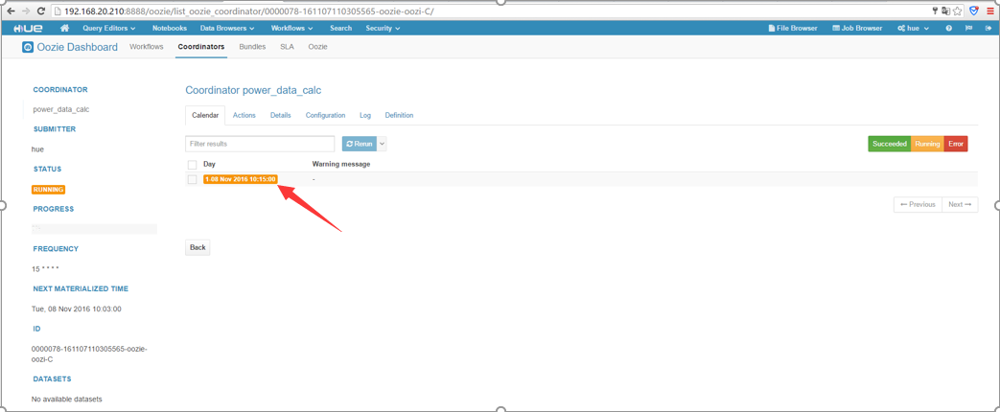 192.168.20.210:8888/oozie/list_oozie_coordinator/0000078-161107110305565-oozie-oozi-C/
HUE Query Editors Notebooks Data Browsers Workflows Search Security File Browser Job Browser hue
Oozie Dashboard Workflows Coordinators Bundles SLA Oozie
COORDINATOR
power_data_calc
SUBMITTER
hue
STATUS
RUNNING
PROGRESS
FREQUENCY
15 * * * *
NEXT MATERIALIZED TIME
Tue, 08 Nov 2016 10:03:00
ID
0000078-161107110305565-oozie-
oozi-C
DATASETS
No available datasets
Coordinator power_data_calc
Calendar Actions Details Configuration Log Definition
Filter results Rerun Succeeded Running Error
Day Warning message
1.08 Nov 2016 10:15:00 -
← Previous Next →
Back